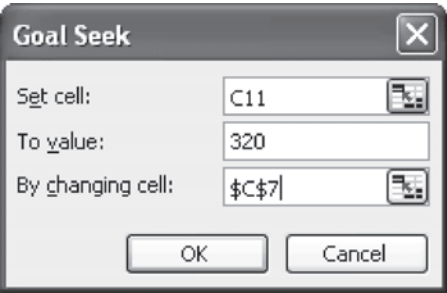 Goal Seek
Set cell: C11
To value: 320
By changing cell: $C$7
OK Cancel